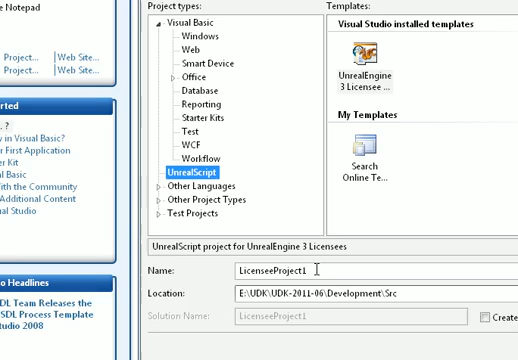 e Notepad
Project...
Web Site...
Project...
Web Site...
rted
. ?
w in Visual Basic?
r First Application
er Kit
al Basic
With the Community
Additional Content
ual Studio
o Headlines
SDL Team Releases the
SDL Process Template
tudio 2008
Project types:
Visual Basic
Windows
Web
Smart Device
Office
Database
Reporting
Starter Kits
Test
WCF
Workflow
UnrealScript
Other Languages
Other Project Types
Test Projects
Templates:
Visual Studio installed templates
UnrealEngine
3 Licensee ...
My Templates
Search
Online Te...
UnrealScript project for UnrealEngine 3 Licensees
Name:
LicenseeProject1
Location:
E:\UDK\UDK-2011-06\Development\Src
Solution Name:
LicenseeProject1
Create